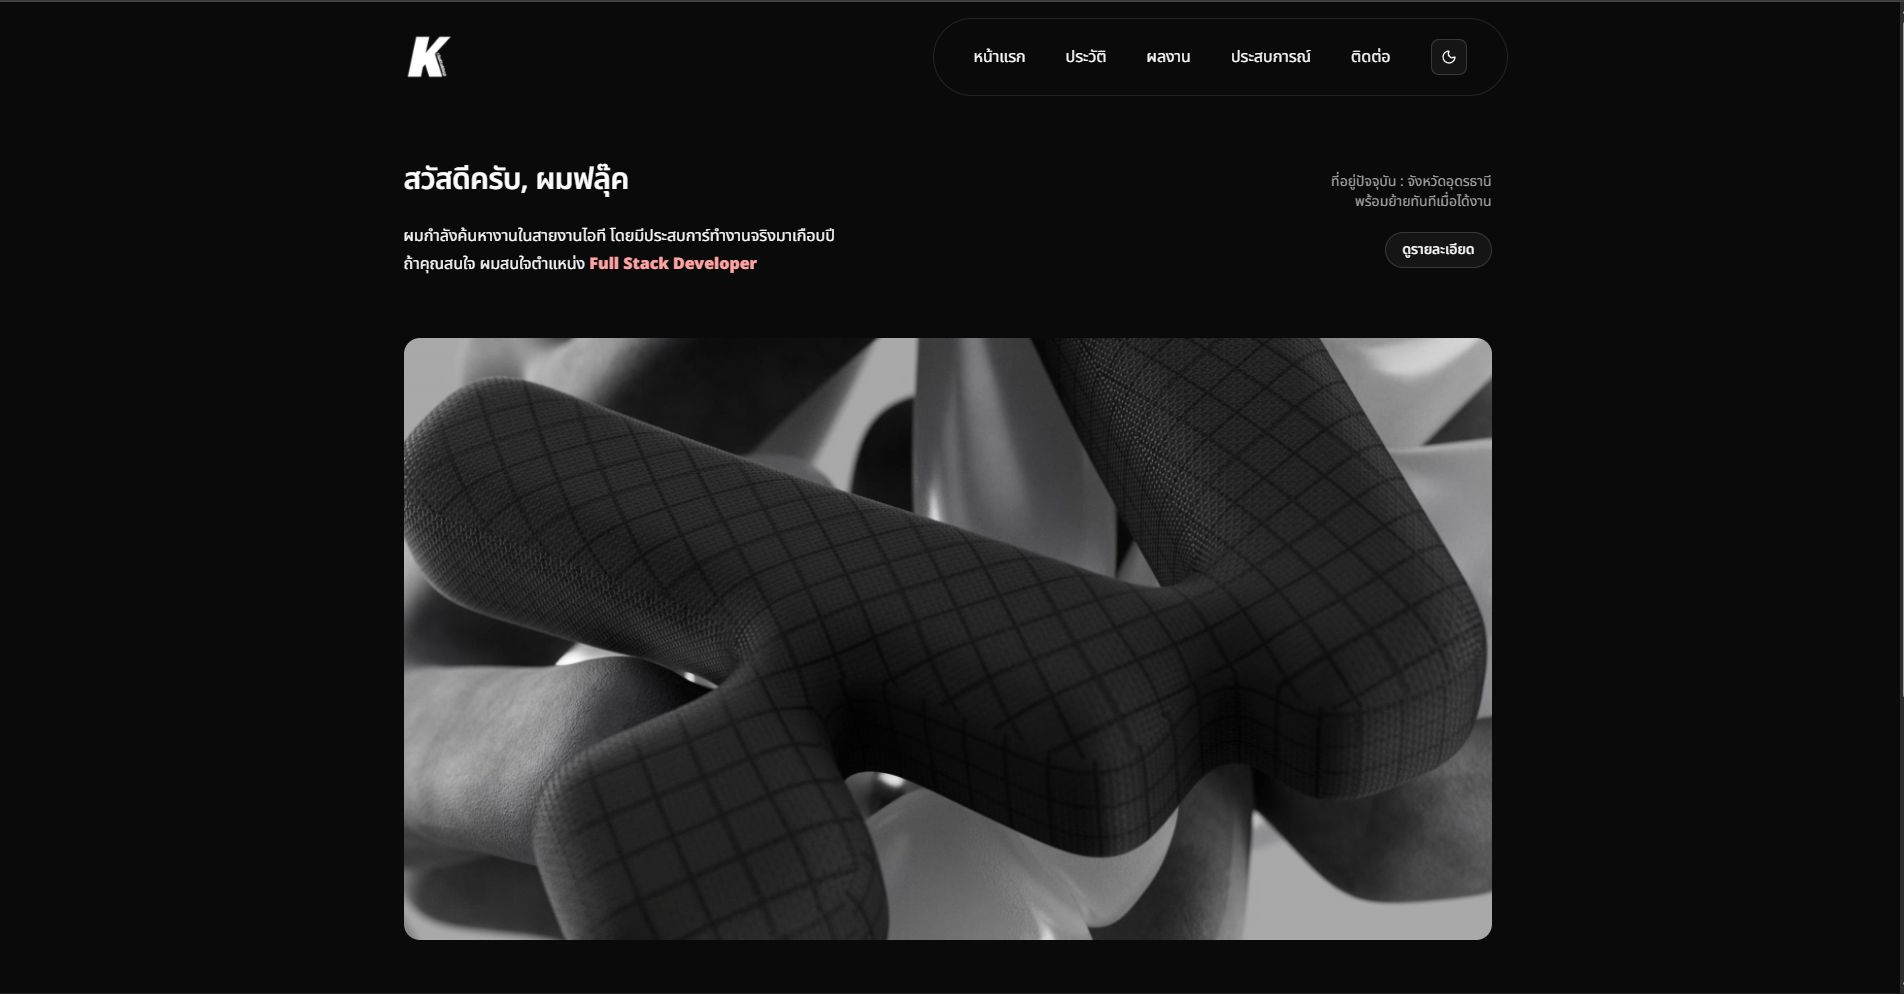 K
หน้าแรก ประวัติ ผลงาน ประสบการณ์ ติดต่อ
สวัสดีครับ, ผมฟลุ๊ค
ที่อยู่ปัจจุบัน : จังหวัดอุดรธานี
พร้อมย้ายทันทีเมื่อได้งาน
ผมกำลังค้นหางานในสายงานไอที โดยมีประสบการ์ทำงานจริงมาเกือบปี
ถ้าคุณสนใจ ผมสนใจตำแหน่ง Full Stack Developer
ดูรายละเอียด